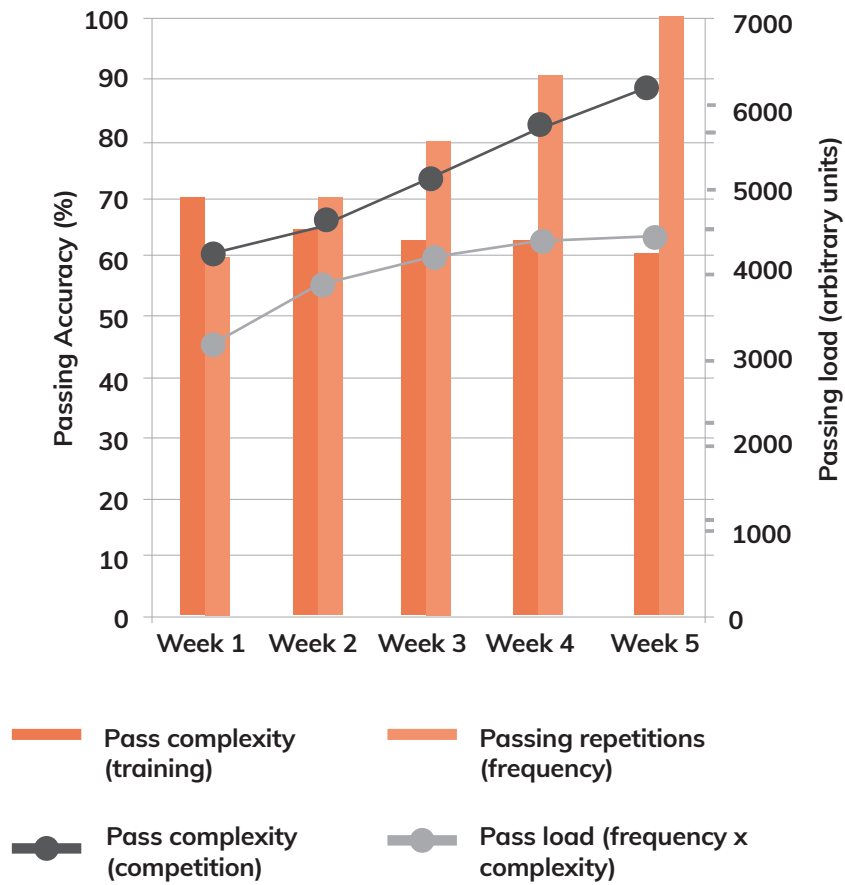 100
90
80
70
60
50
40
30
20
10
0
Passing Accuracy (%)
7000
6000
5000
4000
3000
2000
1000
0
Passing load (arbitrary units)
Week 1
Week 2
Week 3
Week 4
Week 5
Pass complexity
(training)
Passing repetitions
(frequency)
Pass complexity
(competition)
Pass load (frequency x
complexity)